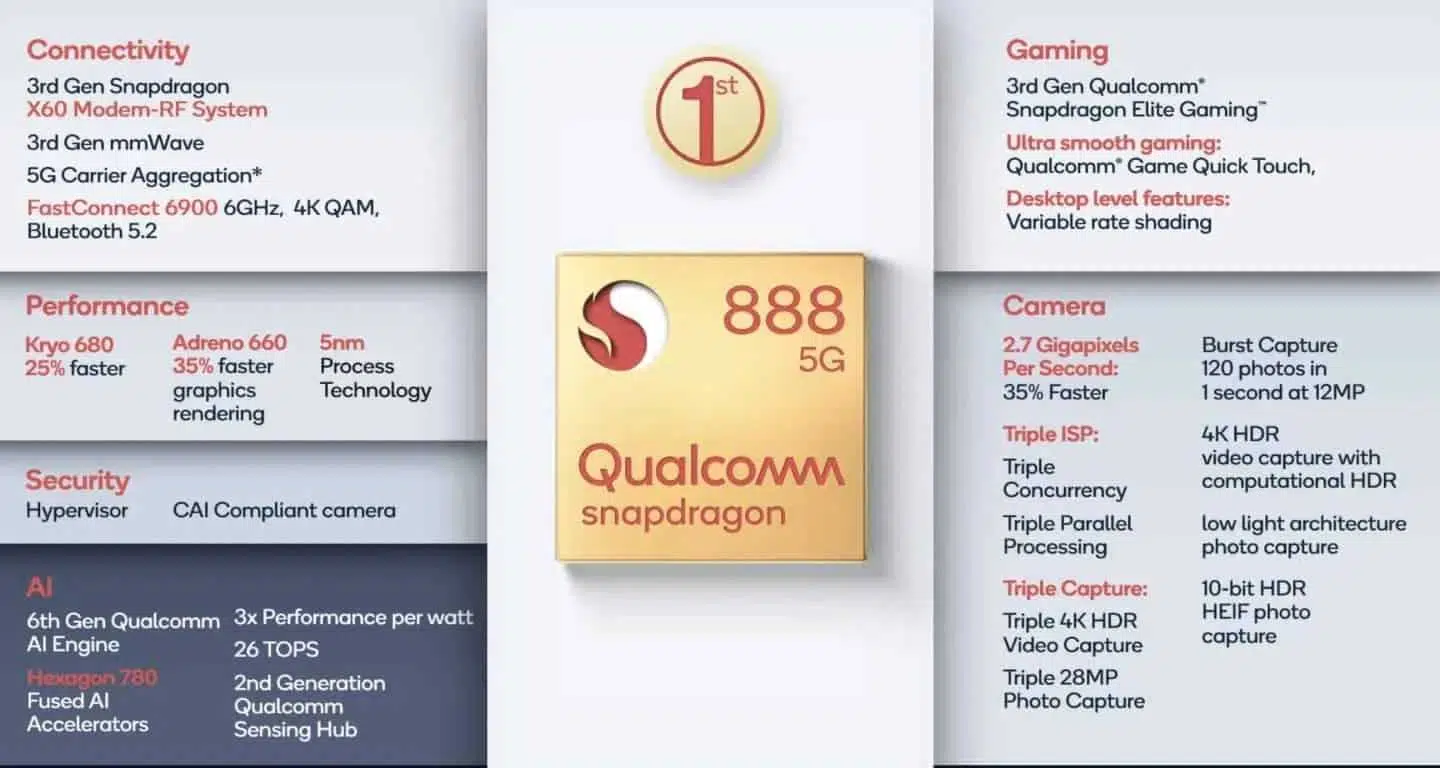 Connectivity
3rd Gen Snapdragon
X60 Modem-RF System
3rd Gen mmWave
5G Carrier Aggregation*
FastConnect 6900 6GHz, 4K QAM,
Bluetooth 5.2
Performance
Kryo 680
25% faster
Adreno 660
35% faster
graphics
rendering
5nm
Process
Technology
Security
Hypervisor
CAI Compliant camera
AI
6th Gen Qualcomm
AI Engine
Hexagon 780
Fused AI
Accelerators
3x Performance per watt
26 TOPS
2nd Generation
Qualcomm
Sensing Hub
1st
888
5G
Qualcomm
snapdragon
Gaming
3rd Gen Qualcomm®
Snapdragon Elite Gaming™
Ultra smooth gaming:
Qualcomm® Game Quick Touch,
Desktop level features:
Variable rate shading
Camera
2.7 Gigapixels
Per Second:
35% Faster
Triple ISP:
Triple
Concurrency
Triple Parallel
Processing
Triple Capture:
Triple 4K HDR
Video Capture
Triple 28MP
Photo Capture
Burst Capture
120 photos in
1 second at 12MP
4K HDR
video capture with
computational HDR
low light architecture
photo capture
10-bit HDR
HEIF photo
capture